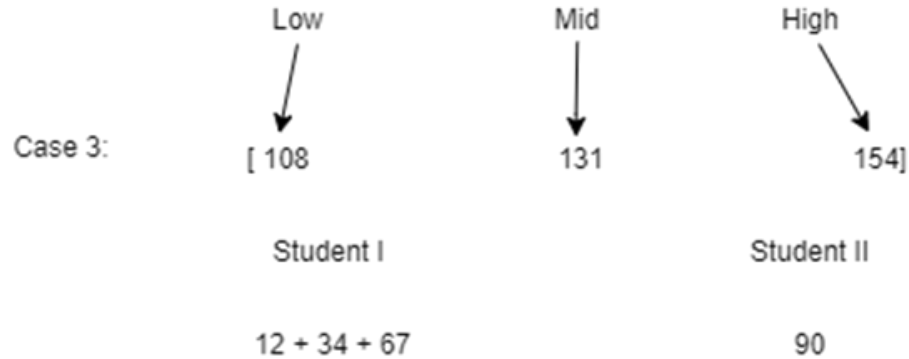 Low Mid High
Case 3: [ 108 131 154]
Student I Student II
12 + 34 + 67 90